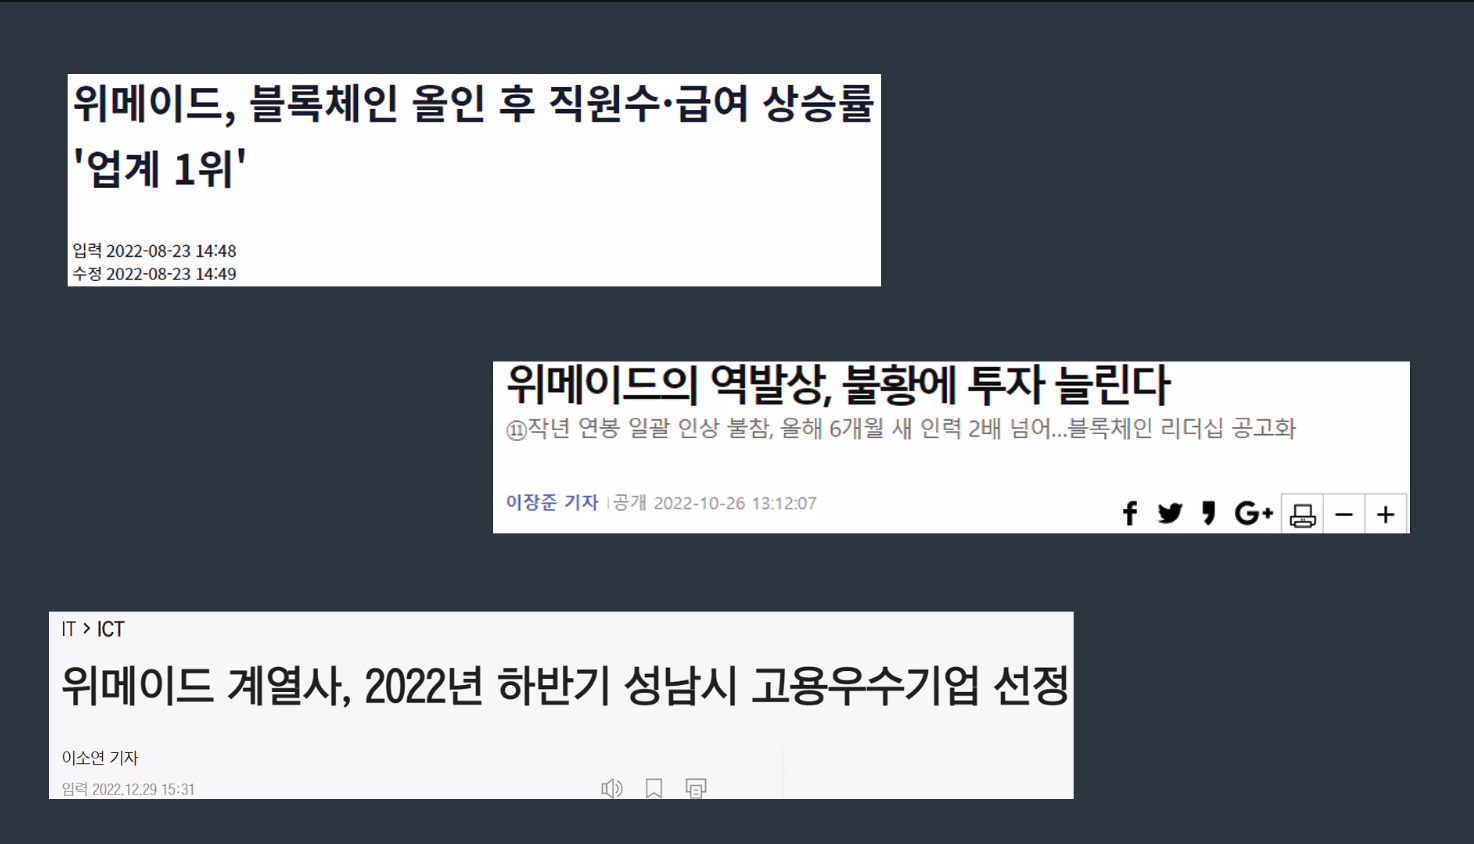 위메이드, 블록체인 올인 후 직원수·급여 상승률
'업계 1위'
입력 2022-08-23 14:48
수정 2022-08-23 14:49
위메이드의 역발상, 불황에 투자 늘린다
⑪작년 연봉 일괄 인상 불참, 올해 6개월 새 인력 2배 넘어...블록체인 리더십 공고화
이장준 기자 | 공개 2022-10-26 13:12:07
IT > ICT
위메이드 계열사, 2022년 하반기 성남시 고용우수기업 선정
이소연 기자
입력 2022.12.29 15:31